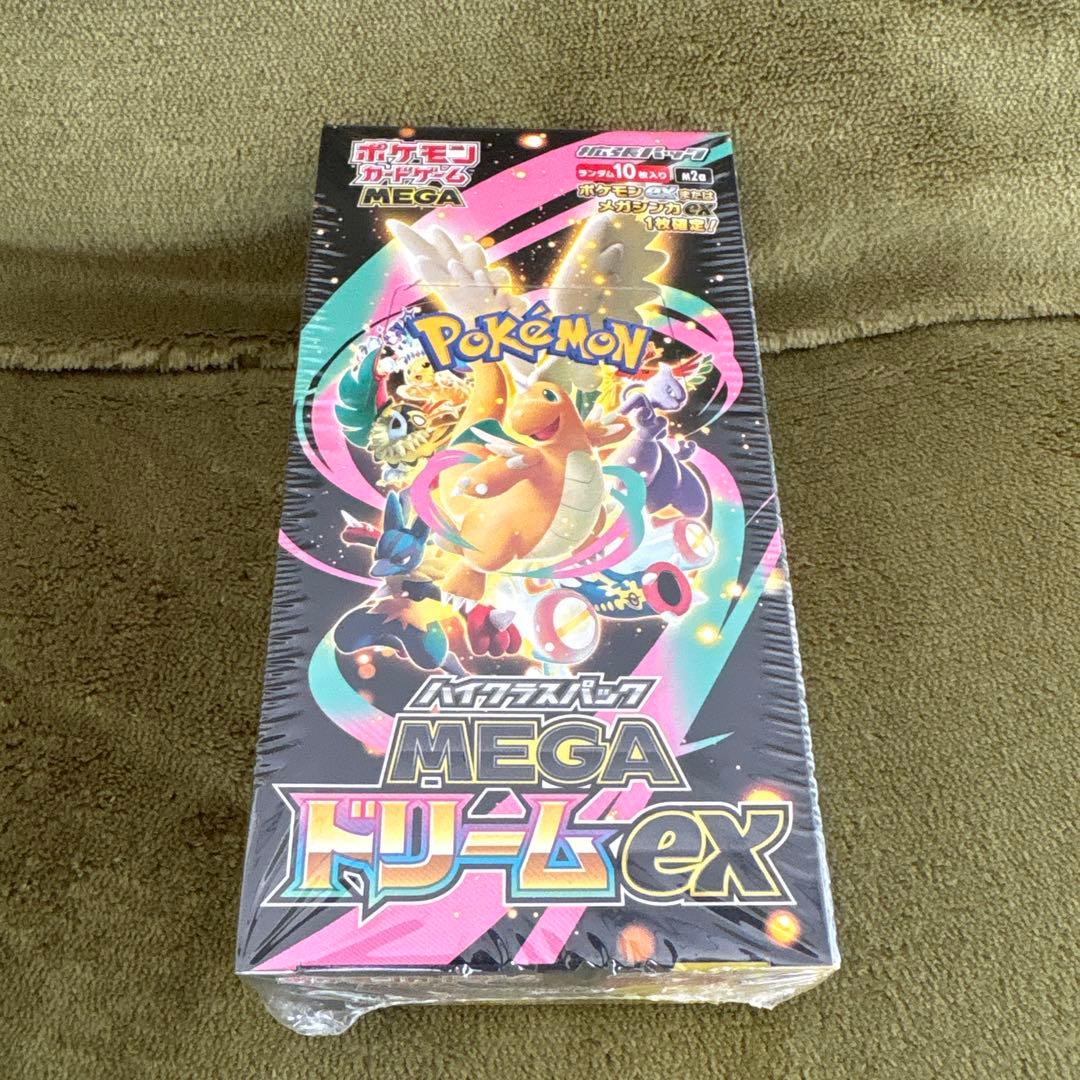 ポケモン
カードゲーム
MEGA
拡張パック
ランダム10枚入り M2a
ポケモンexまたは
メガシンカex
1枚確定!
POKéMON
ハイクラスパック
MEGA
ドリームex